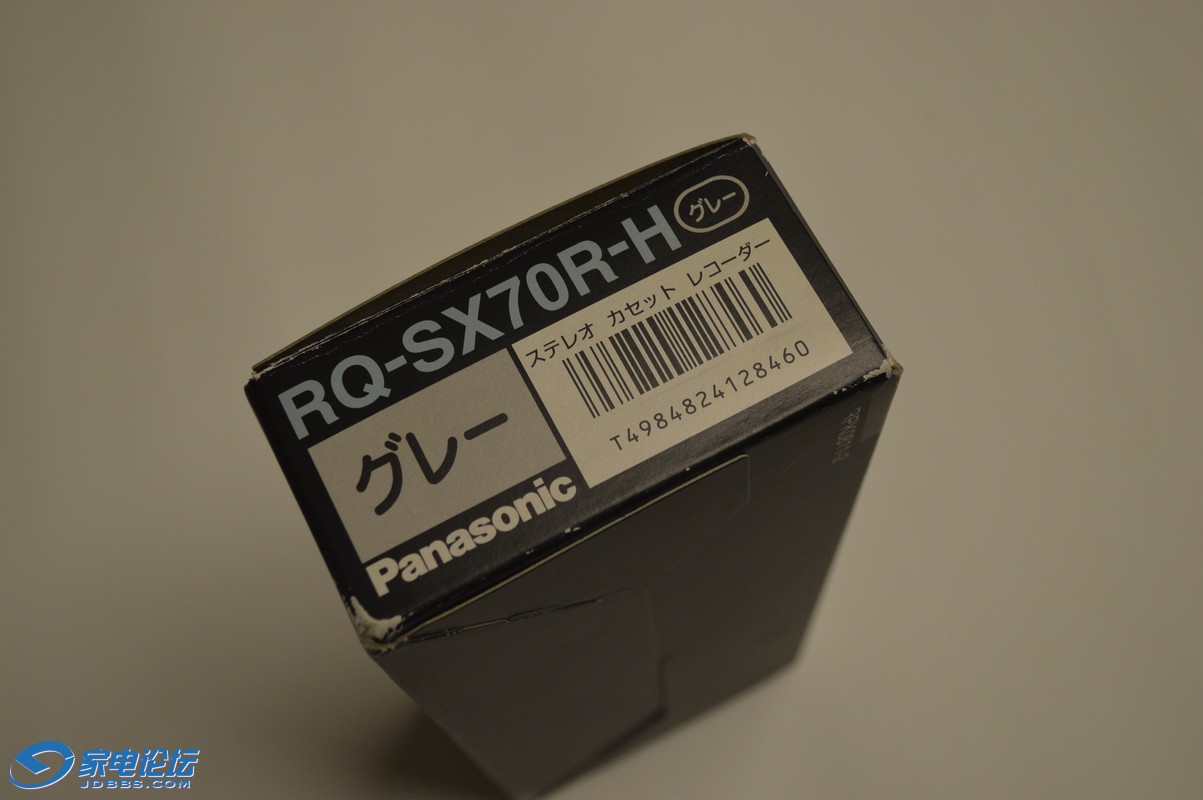 RQ-SX70R-H
グレー
ステレオ カセット レコーダー
T4984824128460
グレー
Panasonic
家电论坛
JDBBS.COM